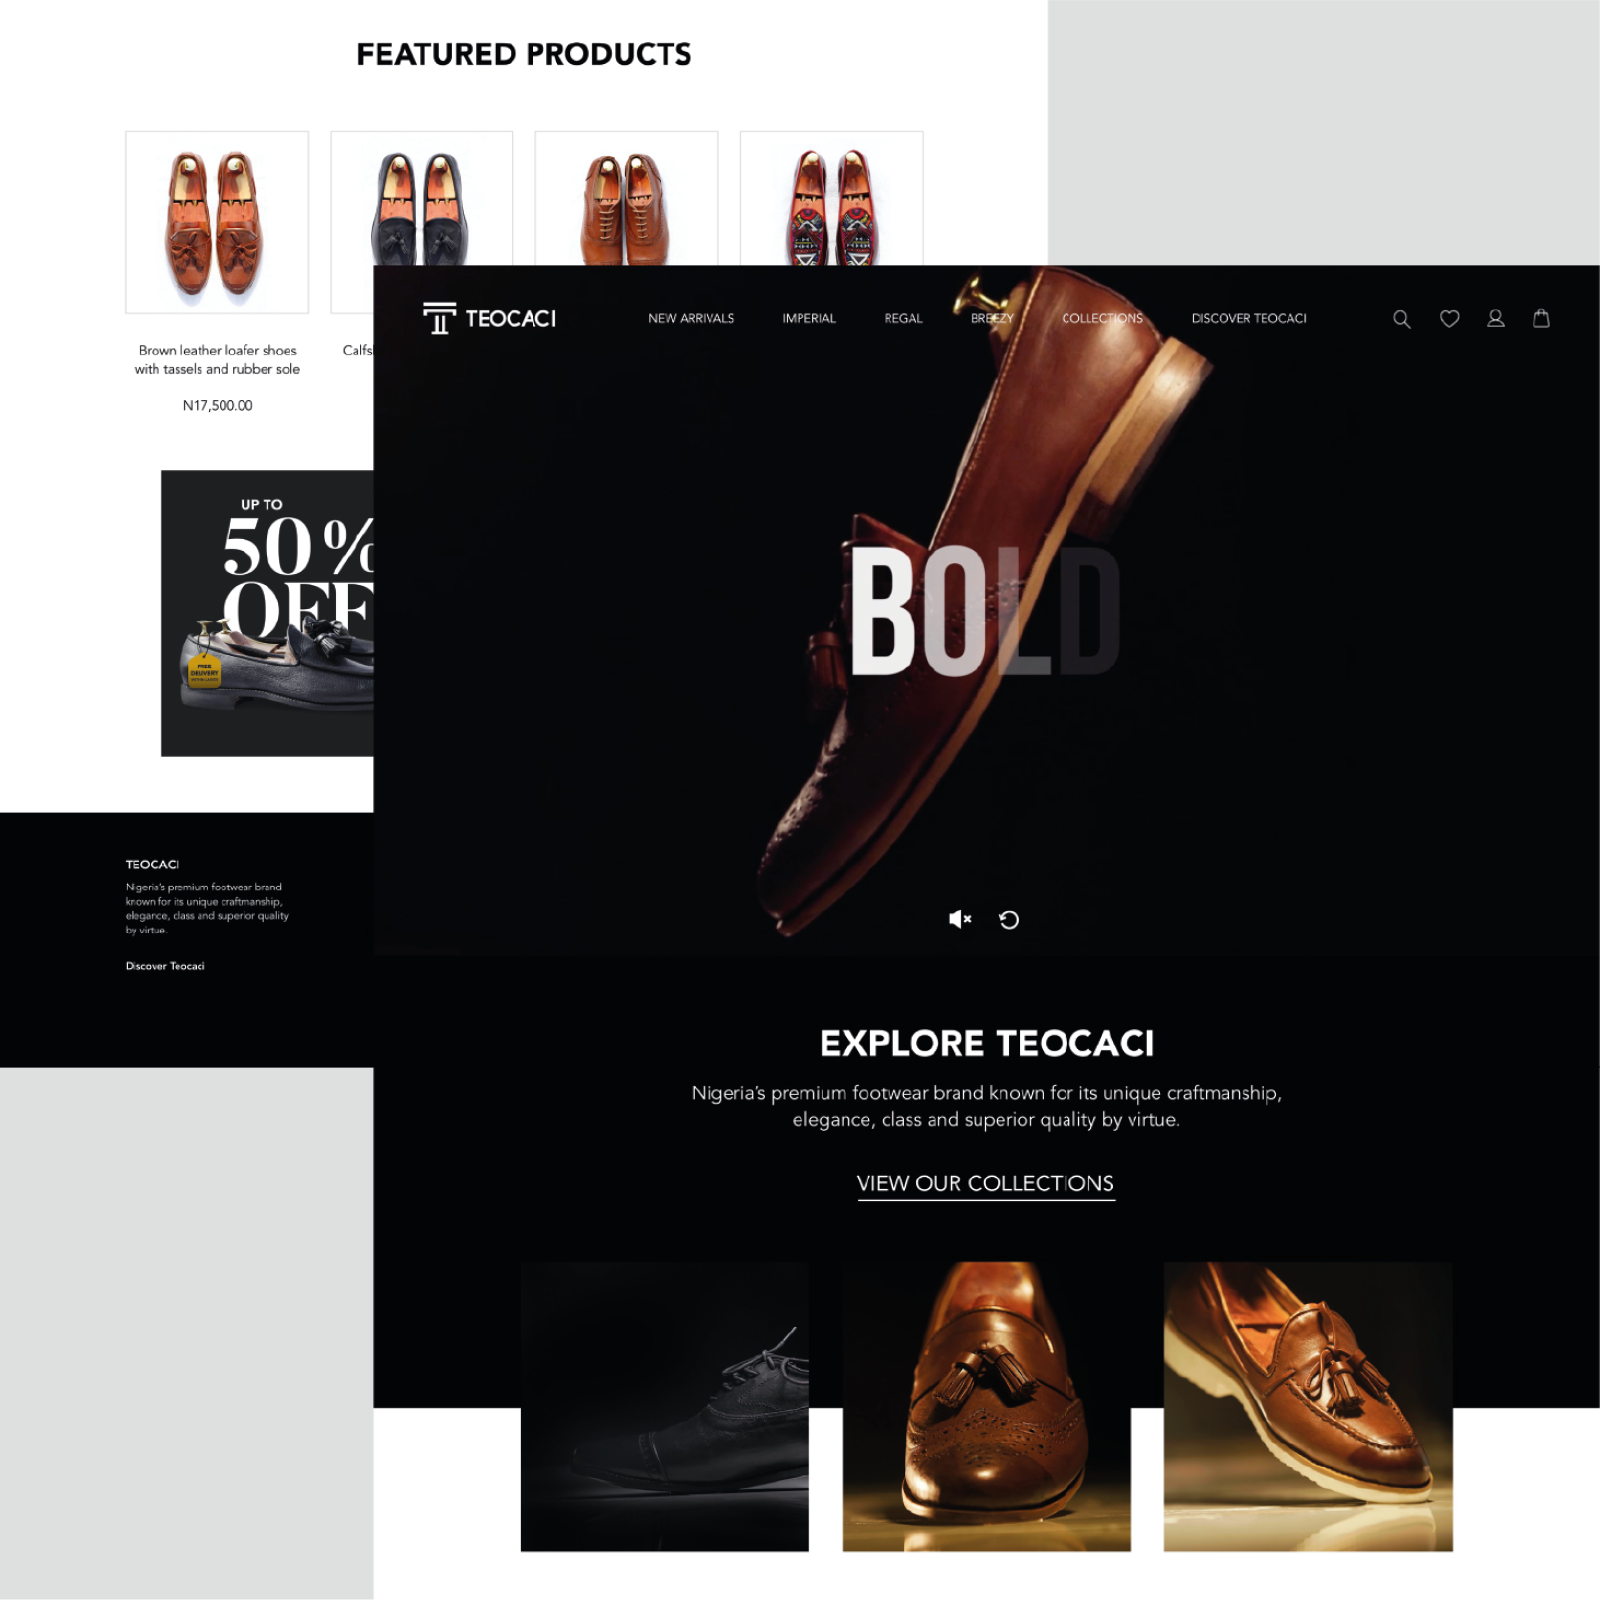 FEATURED PRODUCTS
Brown leather loafer shoes
with tassels and rubber sole
N17,500.00
UP TO
50%
OFF
FREE
DELIVERY
TEOCACI
Nigeria's premium footwear brand
known for its unique craftmanship,
elegance, class and superior quality
by virtue.
Discover Teocaci
TEOCACI
NEW ARRIVALS
IMPERIAL
REGAL
BREEZY
COLLECTIONS
DISCOVER TEOCACI
BOLD
EXPLORE TEOCACI
Nigeria's premium footwear brand known for its unique craftmanship,
elegance, class and superior quality by virtue.
VIEW OUR COLLECTIONS